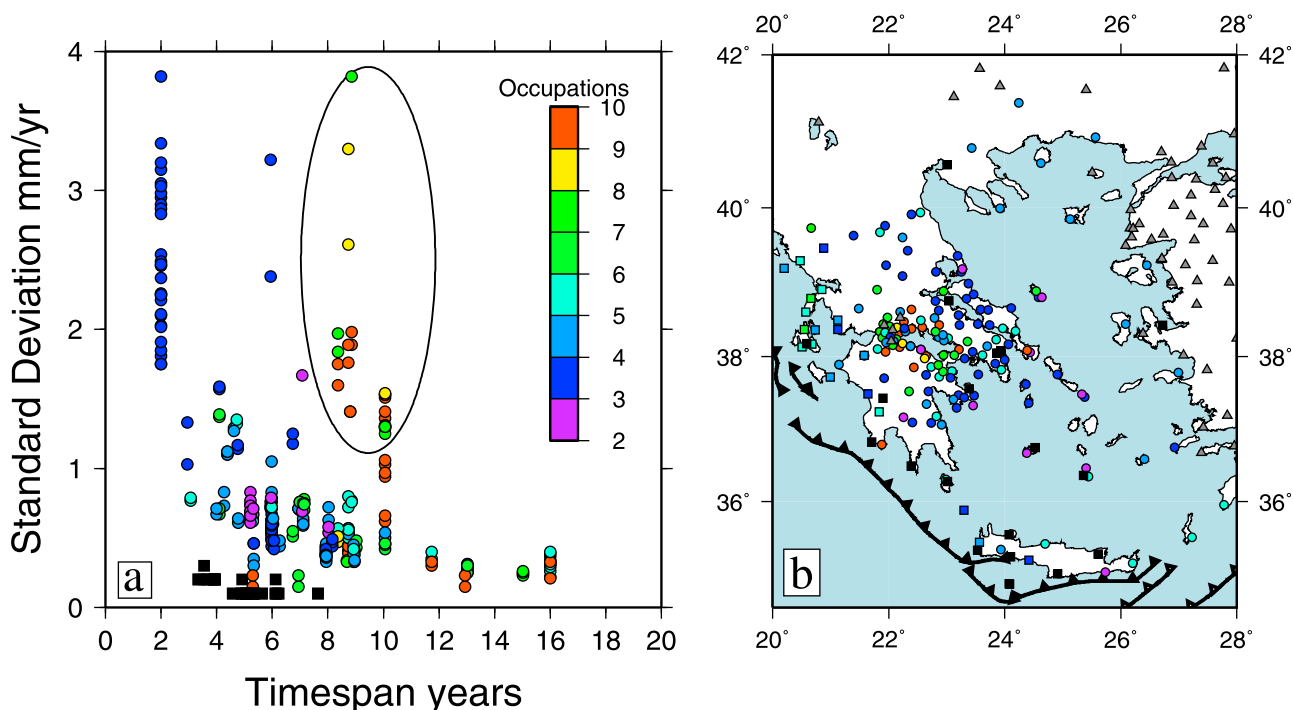 4
3
2
1
0
Standard Deviation mm/yr
0 2 4 6 8 10 12 14 16 18 20
Timespan years
a
Occupations
10
9
8
7
6
5
4
3
2
20° 22° 24° 26° 28°
42° 42°
40° 40°
38° 38°
36° 36°
b
20° 22° 24° 26° 28°